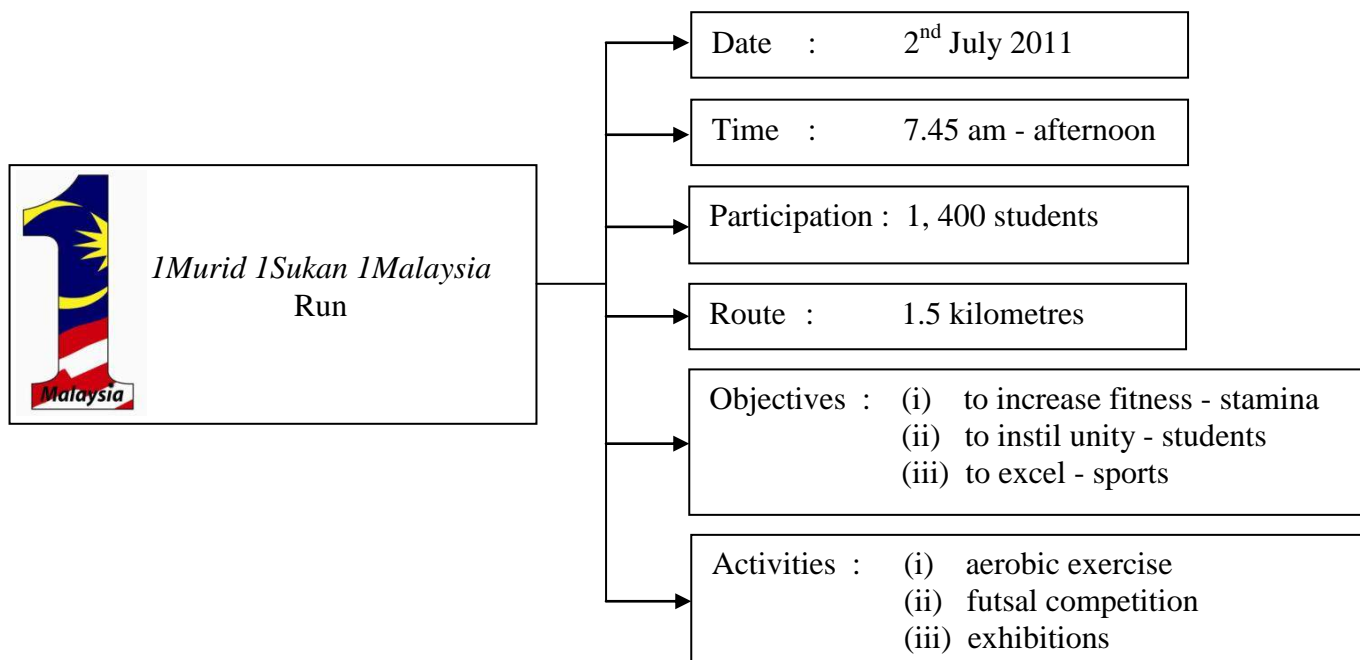 Malaysia
1Murid 1Sukan 1Malaysia
Run
Date : 2nd July 2011
Time : 7.45 am - afternoon
Participation : 1, 400 students
Route : 1.5 kilometres
Objectives : (i) to increase fitness - stamina
(ii) to instil unity - students
(iii) to excel - sports
Activities : (i) aerobic exercise
(ii) futsal competition
(iii) exhibitions